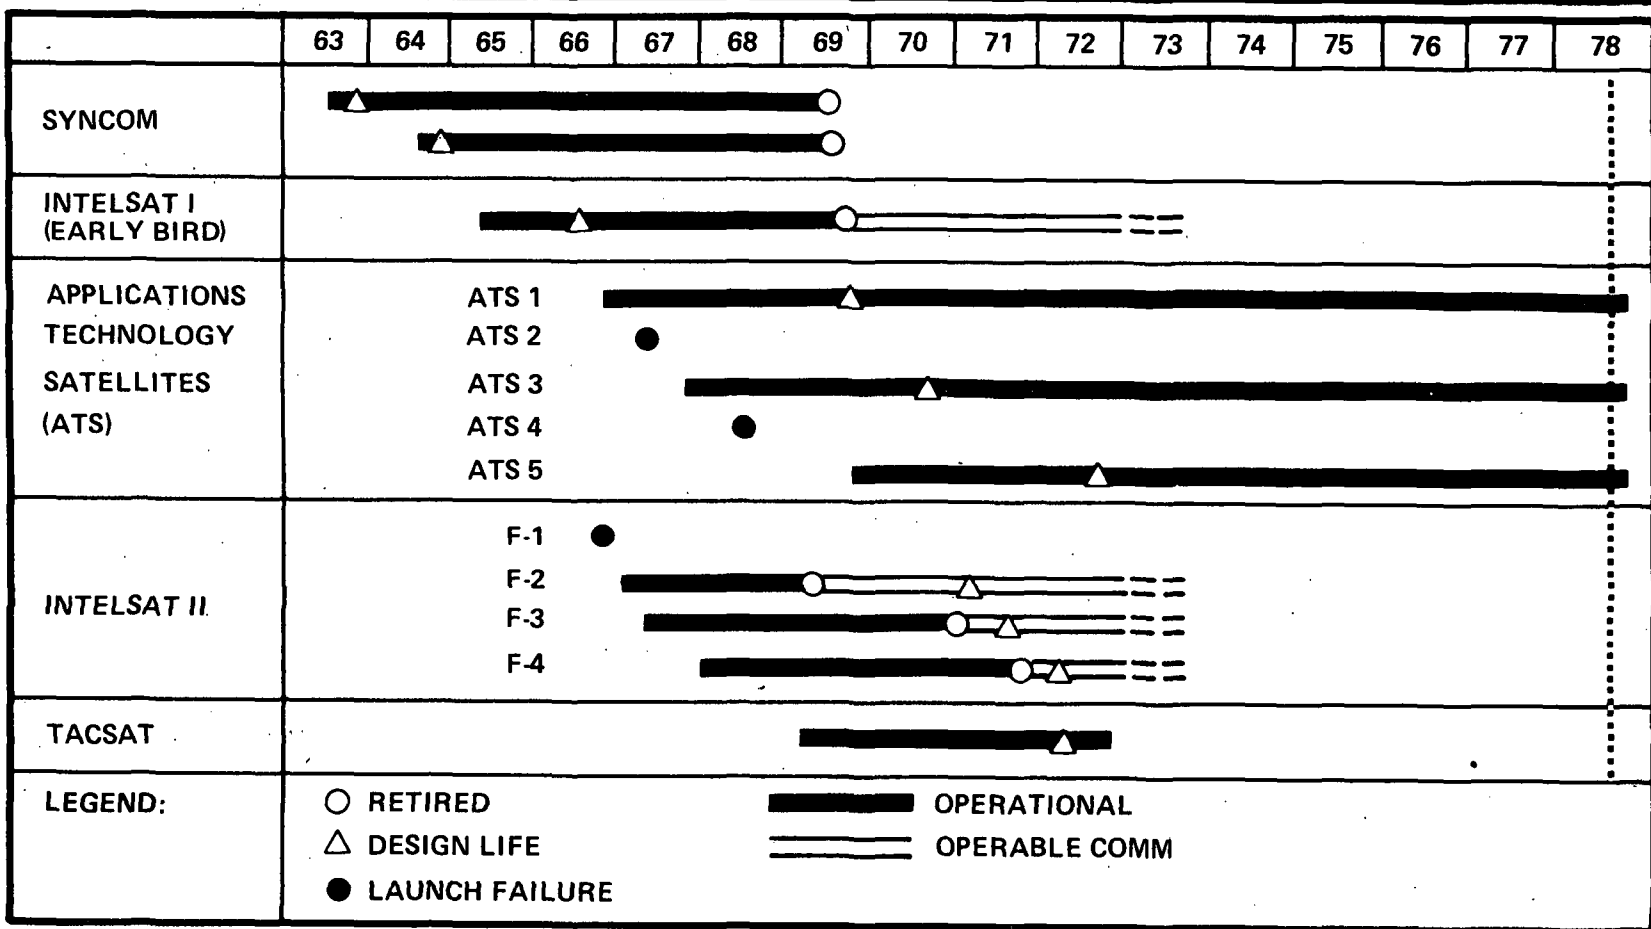 63 64 65 66 67 68 69 70 71 72 73 74 75 76 77 78
SYNCOM
INTELSAT I
(EARLY BIRD)
APPLICATIONS ATS 1
TECHNOLOGY ATS 2
SATELLITES ATS 3
(ATS) ATS 4
ATS 5
F-1
F-2
INTELSAT II
F-3
F-4
TACSAT
LEGEND: RETIRED OPERATIONAL
DESIGN LIFE OPERABLE COMM
LAUNCH FAILURE